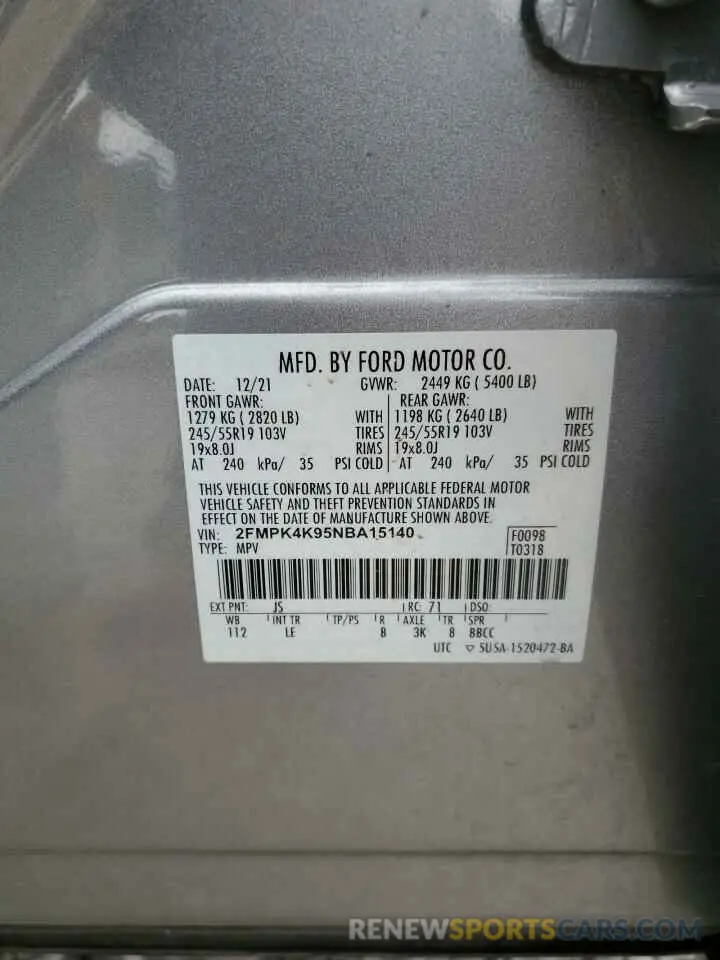 MFD. BY FORD MOTOR CO.
DATE: 12/21 GVWR: 2449 KG ( 5400 LB)
FRONT GAWR: REAR GAWR:
1279 KG ( 2820 LB) WITH 1198 KG ( 2640 LB) WITH
245/55R19 103V TIRES 245/55R19 103V TIRES
19x8.0J RIMS 19x8.0J RIMS
AT 240 kPa/ 35 PSI COLD AT 240 kPa/ 35 PSI COLD
THIS VEHICLE CONFORMS TO ALL APPLICABLE FEDERAL MOTOR
VEHICLE SAFETY AND THEFT PREVENTION STANDARDS IN
EFFECT ON THE DATE OF MANUFACTURE SHOWN ABOVE.
VIN: 2FMPK4K95NBA15140 F0098
TYPE: MPV T0318
EXT PNT: JS RC: 71 DSO:
WB INT TR TP/PS R AXLE TR SPR
112 LE B 3K 8 BBCC
UTC ▽ 5U5A-1520472-BA
RENEWSPORTSCARS.COM